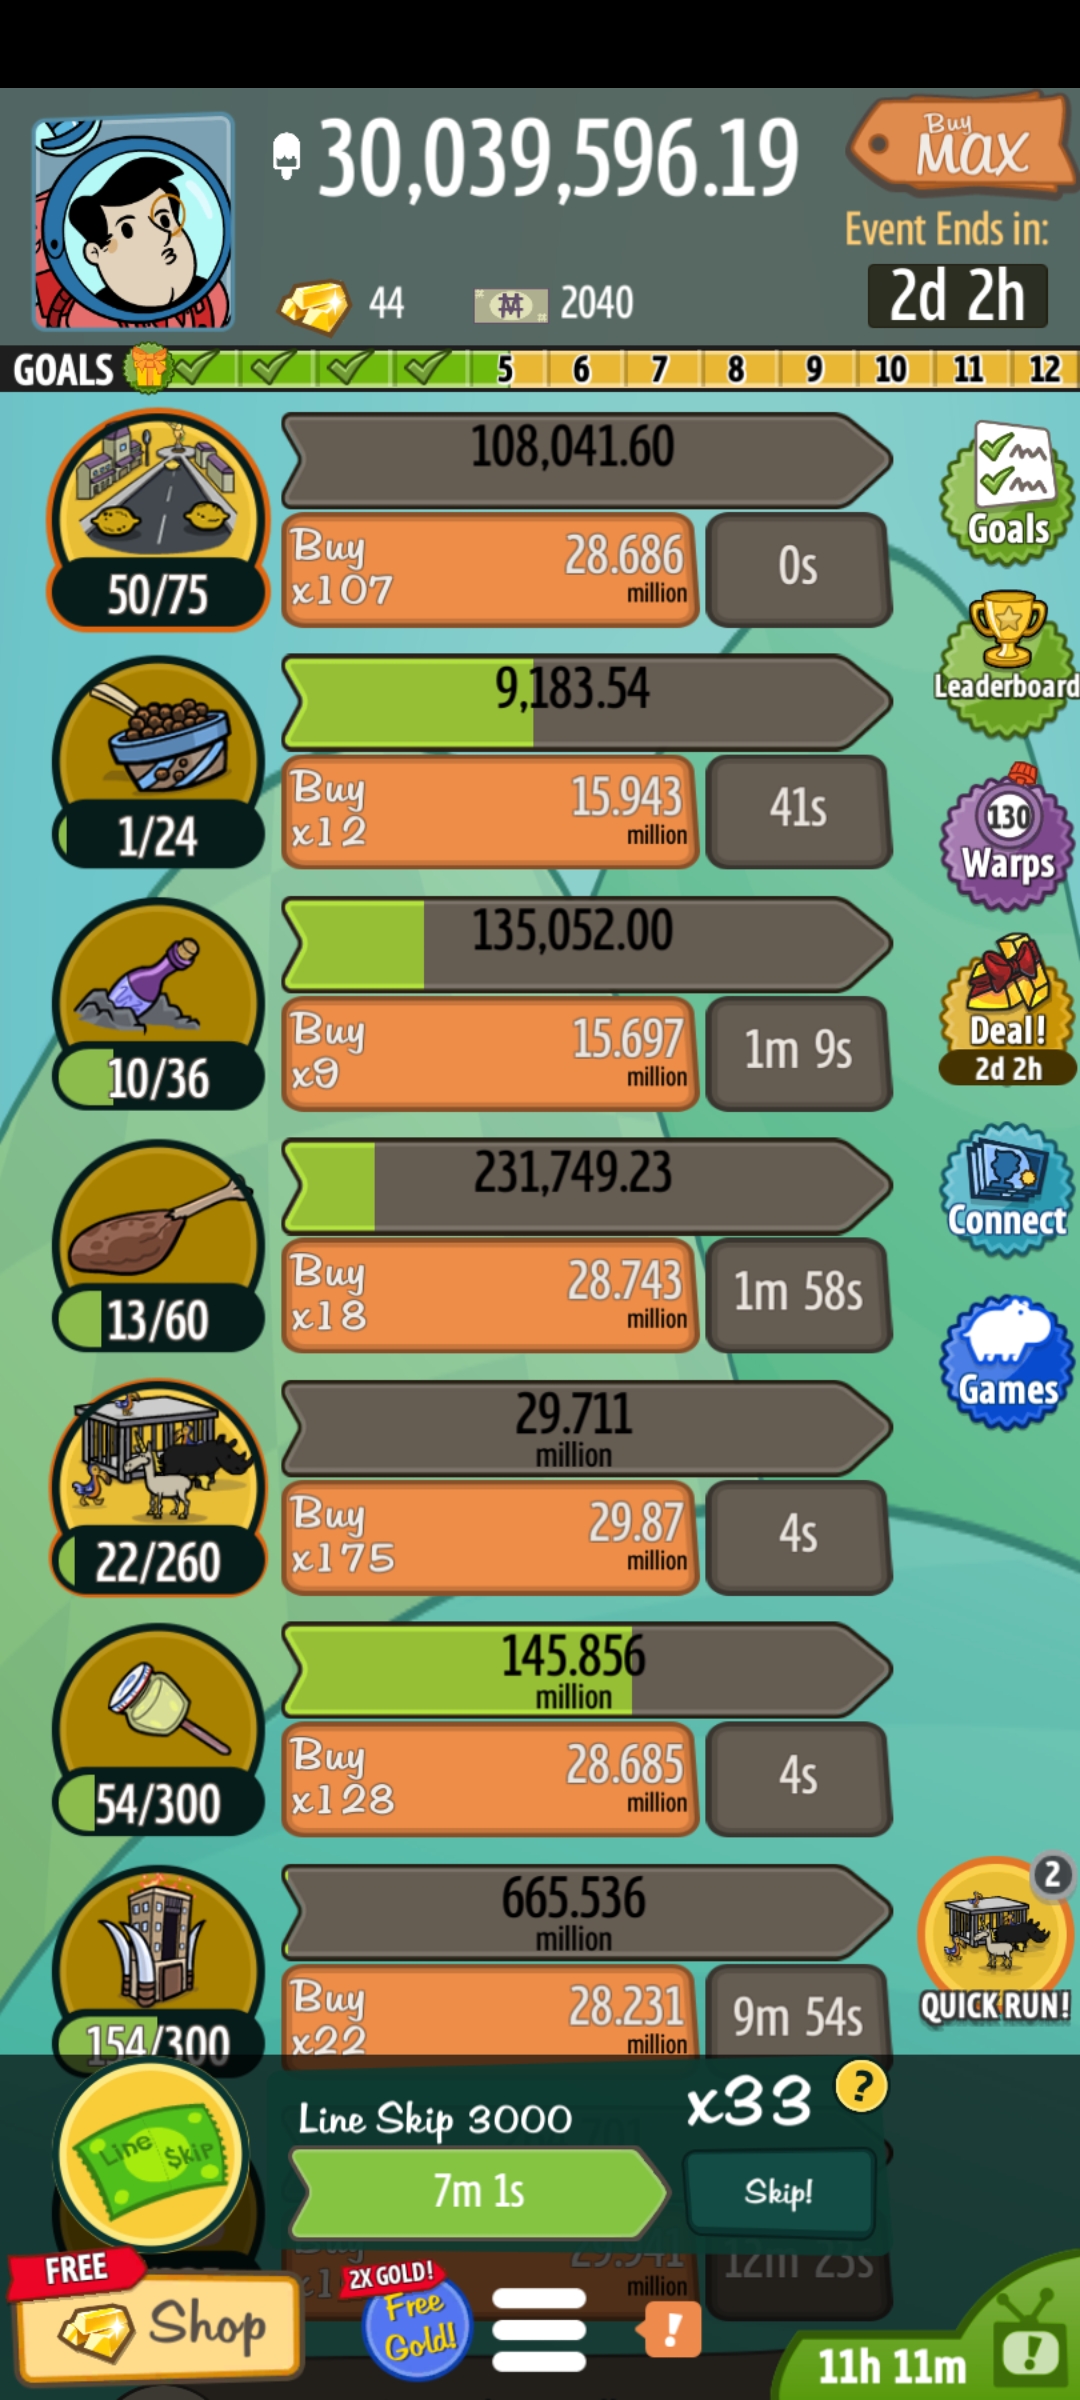 30,039,596.19
Buy
MAX
Event Ends in:
44
2040
2d 2h
GOALS
5
6
7
8
9
10
11
12
108,041.60
Buy
x107
28.686
million
0s
50/75
Goals
9,183.54
Buy
x12
15.943
million
41s
1/24
Leaderboard
135,052.00
Buy
x9
15.697
million
1m 9s
10/36
130
Warps
Deal!
2d 2h
231,749.23
Buy
x18
28.743
million
1m 58s
13/60
Connect
Games
29.711
million
Buy
x175
29.87
million
4s
22/260
145.856
million
Buy
x128
28.685
million
4s
54/300
665.536
million
Buy
x22
28.231
million
9m 54s
154/300
2
QUICK RUN!
Line Skip
Line Skip 3000
x33
?
7m 1s
Skip!
29.941
million
12m 23s
FREE
Shop
2X GOLD!
Free
Gold!
!
11h 11m
!